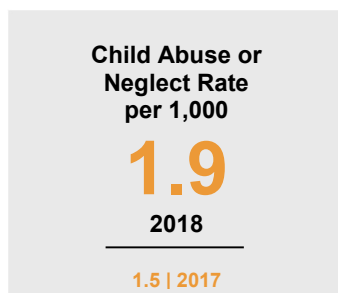 Child Abuse or
Neglect Rate
per 1,000
1.9
2018
1.5 | 2017